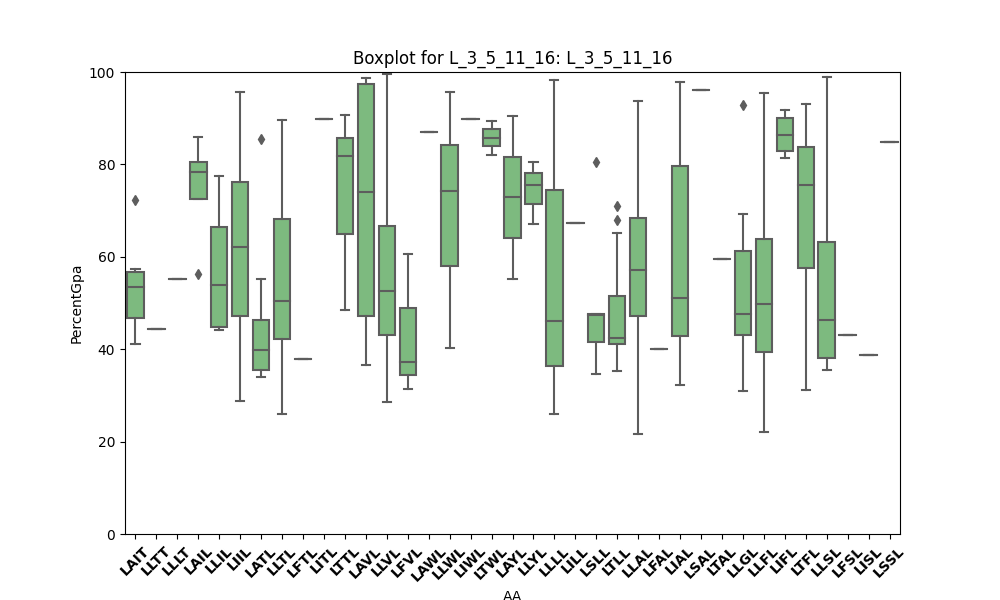 Boxplot for L_3_5_11_16: L_3_5_11_16
PercentGpa
100
80
60
40
20
0
LAIT
LLTT
LLLT
LAIL
LLIL
LIIL
LATL
LLTL
LFTL
LITL
LTTL
LAVL
LLVL
LFVL
LAWL
LLWL
LIWL
LTWL
LAYL
LLYL
LLLL
LILL
LSLL
LTLL
LLAL
LFAL
LIAL
LSAL
LTAL
LLGL
LLFL
LIFL
LTFL
LLSL
LFSL
LISL
LSSL
AA